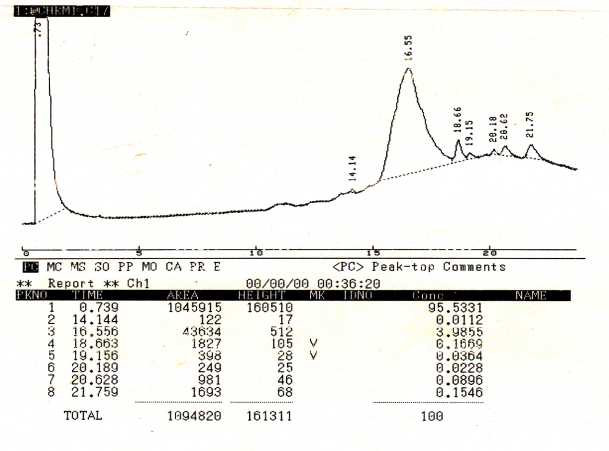 1:@CHRM1.C17
.73
14.14
16.55
18.66
19.15
20.18
20.62
21.75
0 5 10 15 20
PC MC MS SO PP MO CA PR E <PC> Peak-top Comments
** Report ** Ch1 00/00/00 00:36:20
PKNO TIME AREA HEIGHT MK IDNO Conc NAME
1 0.739 1045915 160510 95.5331
2 14.144 122 17 0.0112
3 16.556 43634 512 3.9855
4 18.663 1827 105 V 0.1669
5 19.156 398 28 V 0.0364
6 20.189 249 25 0.0228
7 20.628 981 46 0.0896
8 21.759 1693 68 0.1546
TOTAL 1094820 161311 100